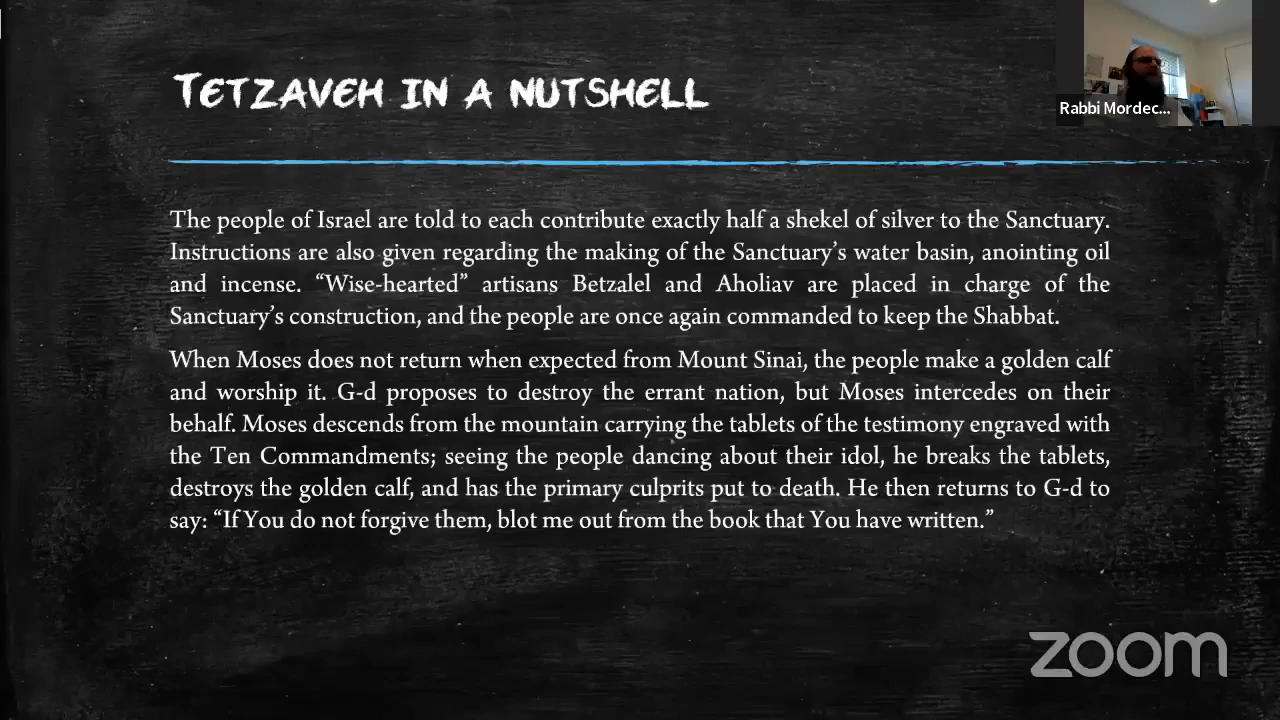 TETZAVEH IN A NUTSHELL
Rabbi Mordec...
The people of Israel are told to each contribute exactly half a shekel of silver to the Sanctuary.
Instructions are also given regarding the making of the Sanctuary’s water basin, anointing oil
and incense. “Wise-hearted” artisans Betzalel and Aholiav are placed in charge of the
Sanctuary’s construction, and the people are once again commanded to keep the Shabbat.
When Moses does not return when expected from Mount Sinai, the people make a golden calf
and worship it. G-d proposes to destroy the errant nation, but Moses intercedes on their
behalf. Moses descends from the mountain carrying the tablets of the testimony engraved with
the Ten Commandments; seeing the people dancing about their idol, he breaks the tablets,
destroys the golden calf, and has the primary culprits put to death. He then returns to G-d to
say: “If You do not forgive them, blot me out from the book that You have written.”
zoom